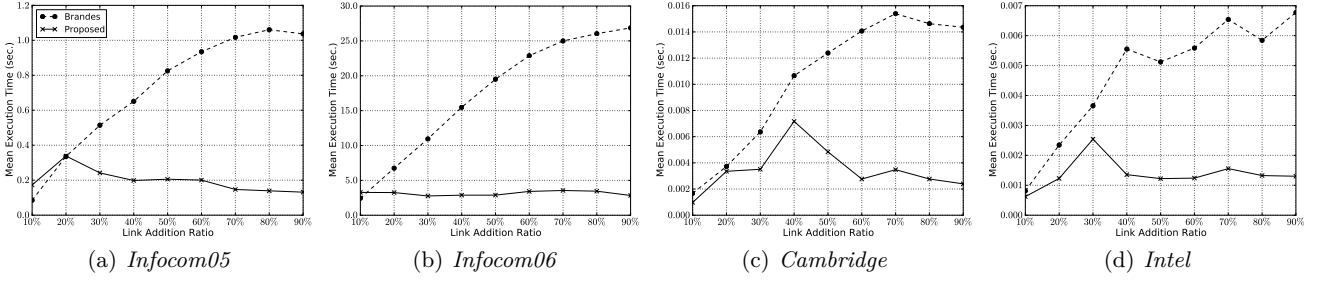 Mean Execution Time (sec.)
1.2
1.0
0.8
0.6
0.4
0.2
0.0
Brandes
Proposed
10% 20% 30% 40% 50% 60% 70% 80% 90%
Link Addition Ratio
(a) Infocom05
Mean Execution Time (sec.)
30.0
25.0
20.0
15.0
10.0
5.0
0.0
10% 20% 30% 40% 50% 60% 70% 80% 90%
Link Addition Ratio
(b) Infocom06
Mean Execution Time (sec.)
0.016
0.014
0.012
0.010
0.008
0.006
0.004
0.002
0.000
10% 20% 30% 40% 50% 60% 70% 80% 90%
Link Addition Ratio
(c) Cambridge
Mean Execution Time (sec.)
0.007
0.006
0.005
0.004
0.003
0.002
0.001
0.000
10% 20% 30% 40% 50% 60% 70% 80% 90%
Link Addition Ratio
(d) Intel